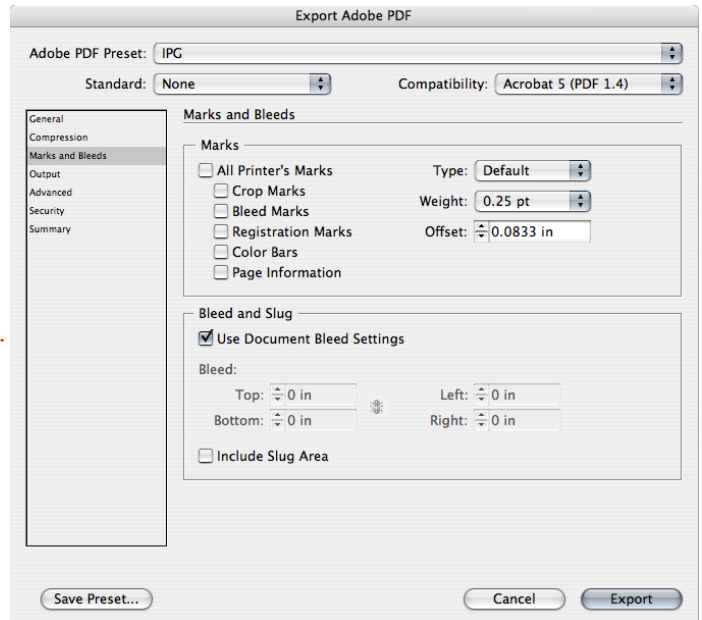 Export Adobe PDF
Adobe PDF Preset: IPG
Standard: None Compatibility: Acrobat 5 (PDF 1.4)
General
Compression
Marks and Bleeds
Output
Advanced
Security
Summary
Marks and Bleeds
Marks
All Printer's Marks
Crop Marks
Bleed Marks
Registration Marks
Color Bars
Page Information
Type: Default
Weight: 0.25 pt
Offset: 0.0833 in
Bleed and Slug
Use Document Bleed Settings
Bleed:
Top: 0 in Left: 0 in
Bottom: 0 in Right: 0 in
Include Slug Area
Save Preset... Cancel Export